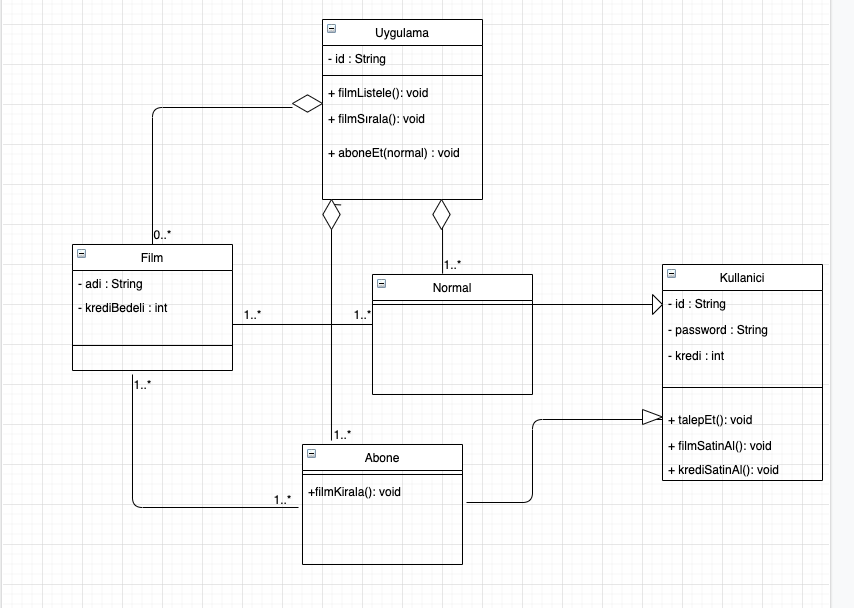 Uygulama
- id : String
+ filmListele(): void
+ filmSırala(): void
+ aboneEt(normal) : void
0..*
Film
- adi : String
- krediBedeli : int
1..*
Normal
1..*
1..*
Kullanici
- id : String
- password : String
- kredi : int
+ talepEt(): void
+ filmSatinAl(): void
+ krediSatinAl(): void
1..*
1..*
Abone
+filmKirala(): void
1..*